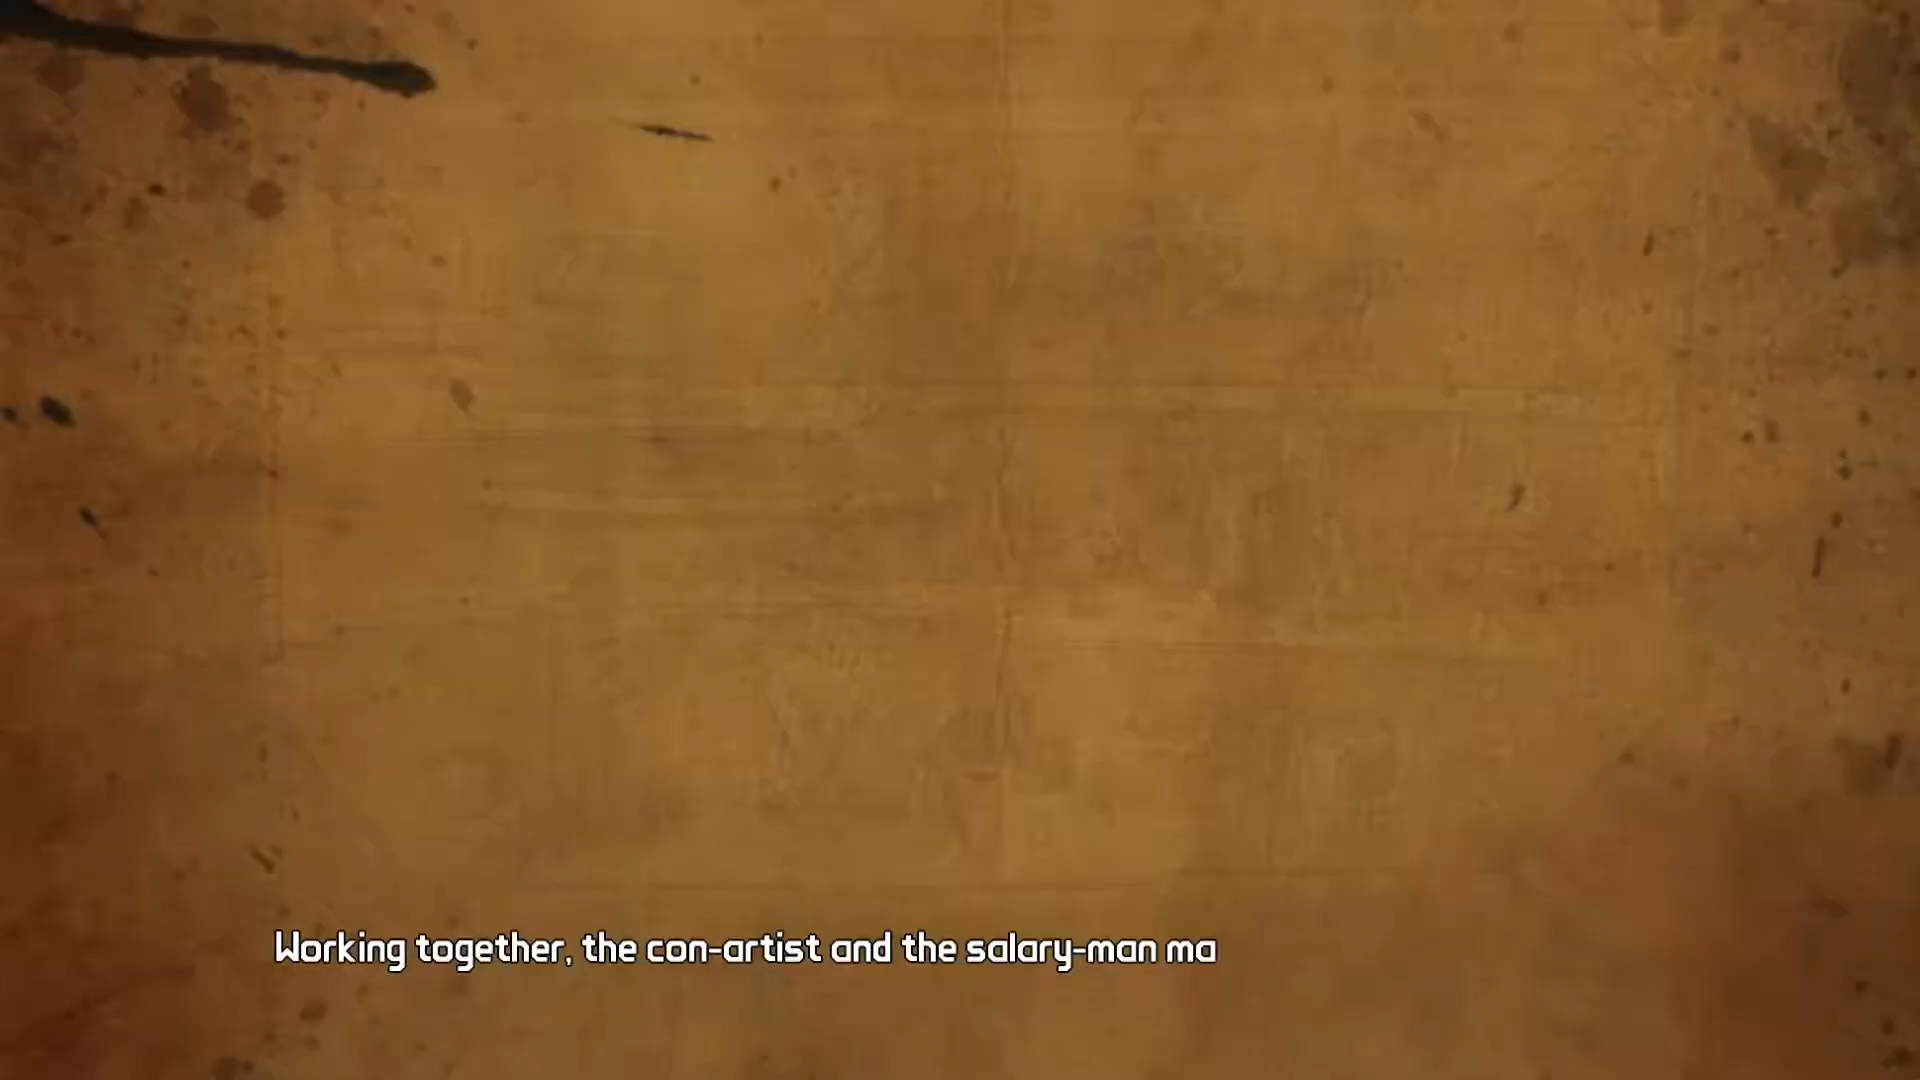 Working together, the con-artist and the salary-man ma